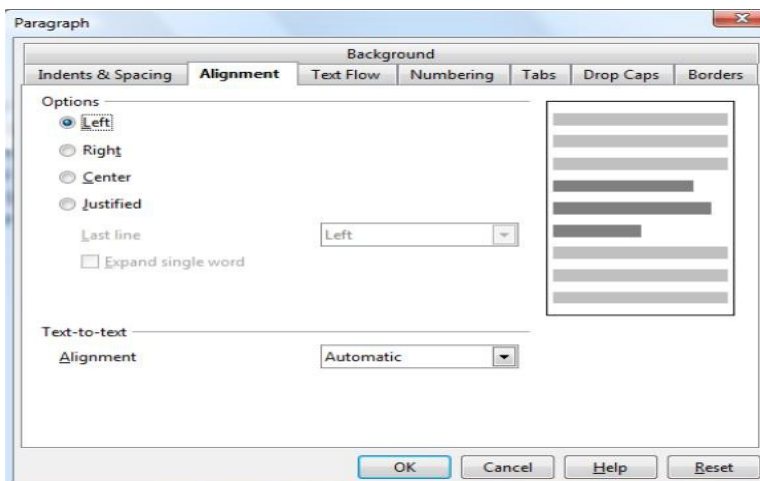 Paragraph
Background
Indents & Spacing Alignment Text Flow Numbering Tabs Drop Caps Borders
Options
Left
Right
Center
Justified
Last line Left
Expand single word
Text-to-text
Alignment Automatic
OK Cancel Help Reset